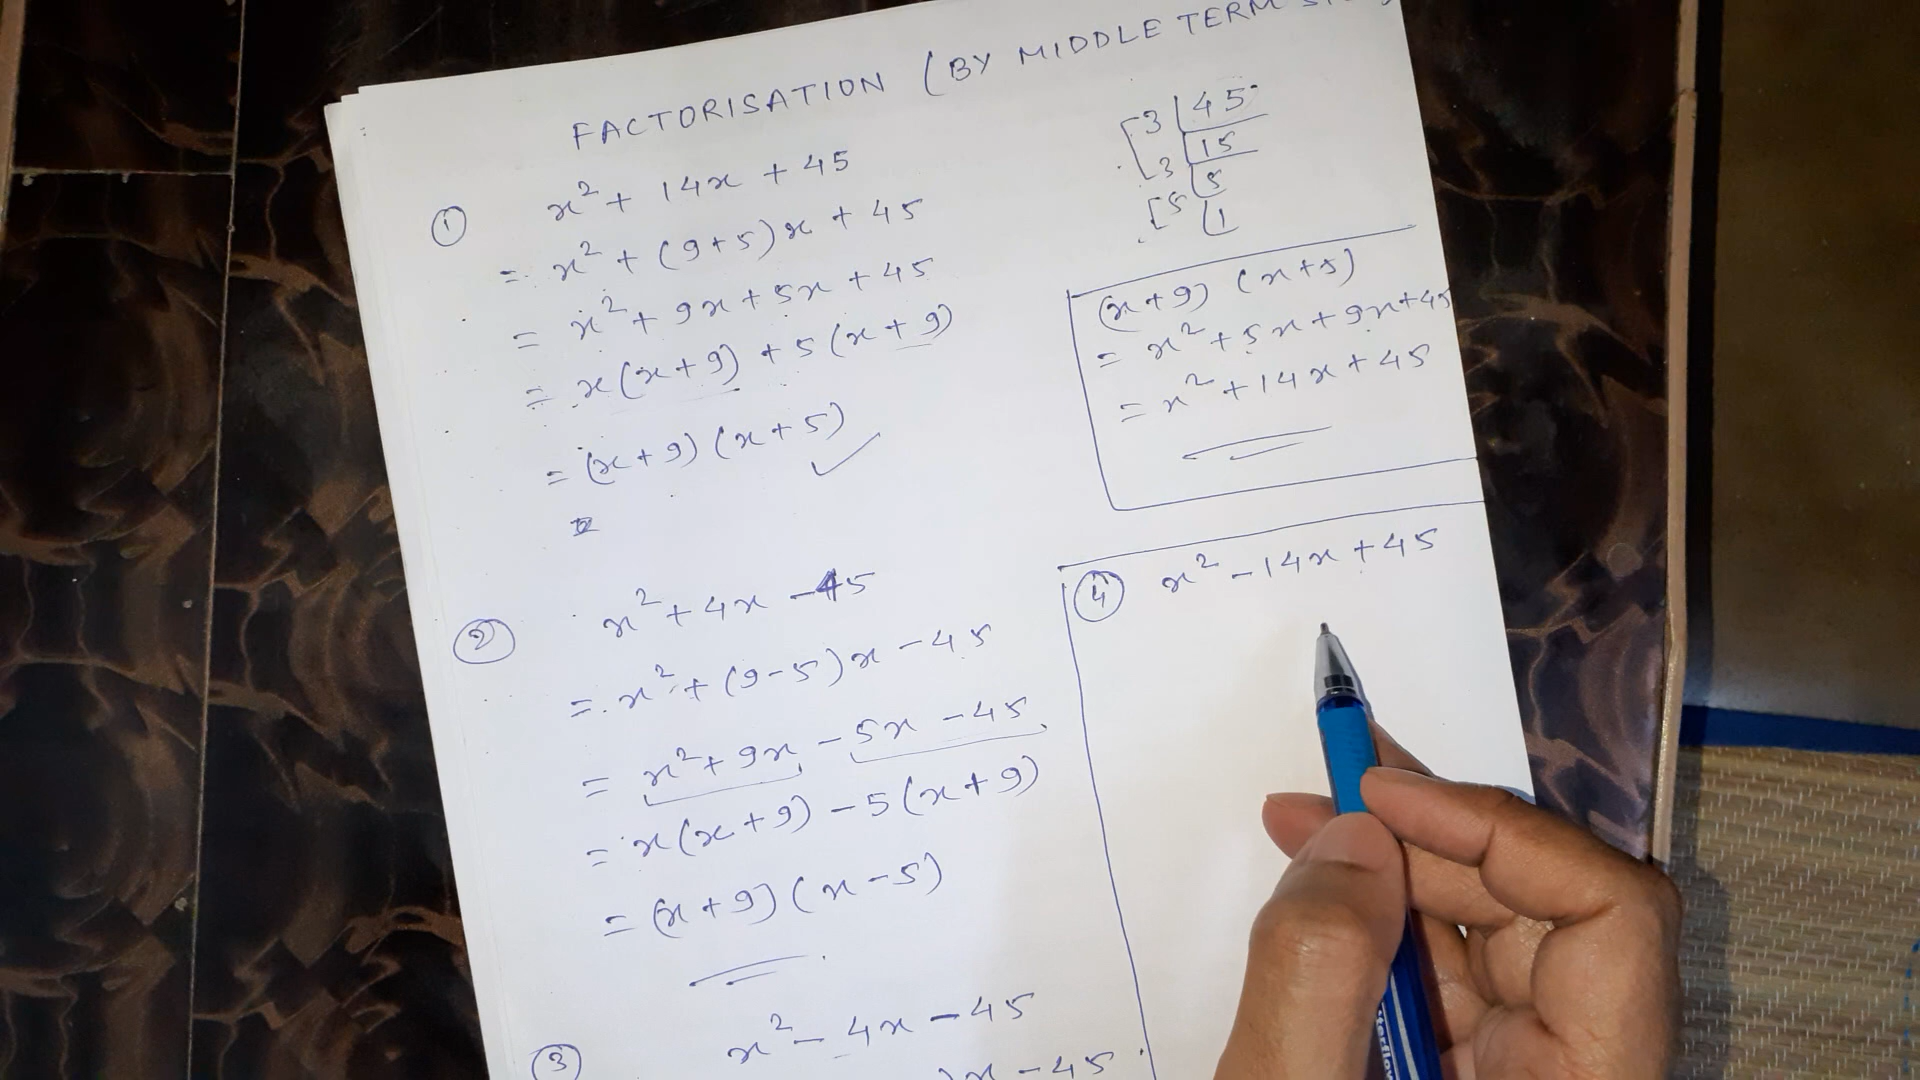 FACTORISATION (BY MIDDLE TERM
① x² + 14x + 45
= x² + (9+5)x + 45
= x² + 9x + 5x + 45
= x(x+9) + 5(x+9)
= (x+9) (x+5)
3 | 45
3 | 15
5 | 5
1
(x+9) (x+5)
= x² + 5x + 9x + 45
= x² + 14x + 45
② x² + 4x - 45
= x² + (9-5)x - 45
= x² + 9x - 5x - 45
= x(x+9) - 5(x+9)
= (x+9) (x-5)
③ x² - 4x - 45
x - 45
④ x² - 14x + 45